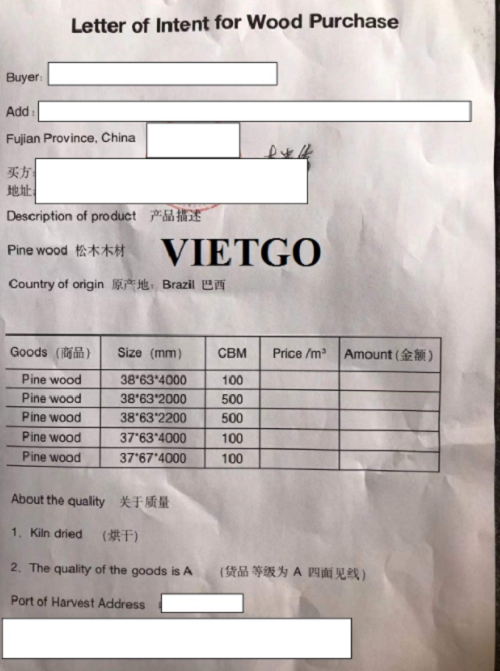 Letter of Intent for Wood Purchase
Buyer:
Add :
Fujian Province, China
买方:
地址:
Description of product 产品描述
Pine wood 松木木材
VIETGO
Country of origin 原产地: Brazil 巴西
Goods (商品) Size (mm) CBM Price /m³ Amount (金额)
Pine wood 38*63*4000 100
Pine wood 38*63*2000 500
Pine wood 38*63*2200 500
Pine wood 37*63*4000 100
Pine wood 37*67*4000 100
About the quality 关于质量
1、Kiln dried (烘干)
2、The quality of the goods is A (货品等级为 A 四面见线)
Port of Harvest Address :